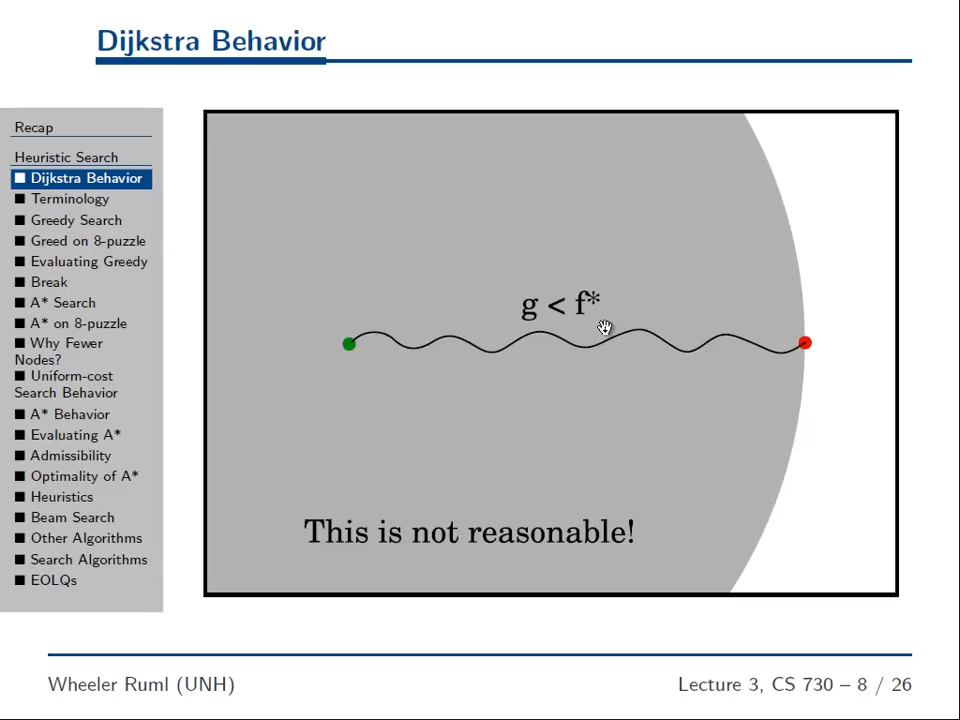 Dijkstra Behavior
Recap
Heuristic Search
■ Dijkstra Behavior
■ Terminology
■ Greedy Search
■ Greed on 8-puzzle
■ Evaluating Greedy
■ Break
■ A* Search
■ A* on 8-puzzle
■ Why Fewer
Nodes?
■ Uniform-cost
Search Behavior
■ A* Behavior
■ Evaluating A*
■ Admissibility
■ Optimality of A*
■ Heuristics
■ Beam Search
■ Other Algorithms
■ Search Algorithms
■ EOLQs
g < f*
This is not reasonable!
Wheeler Ruml (UNH)
Lecture 3, CS 730 – 8 / 26